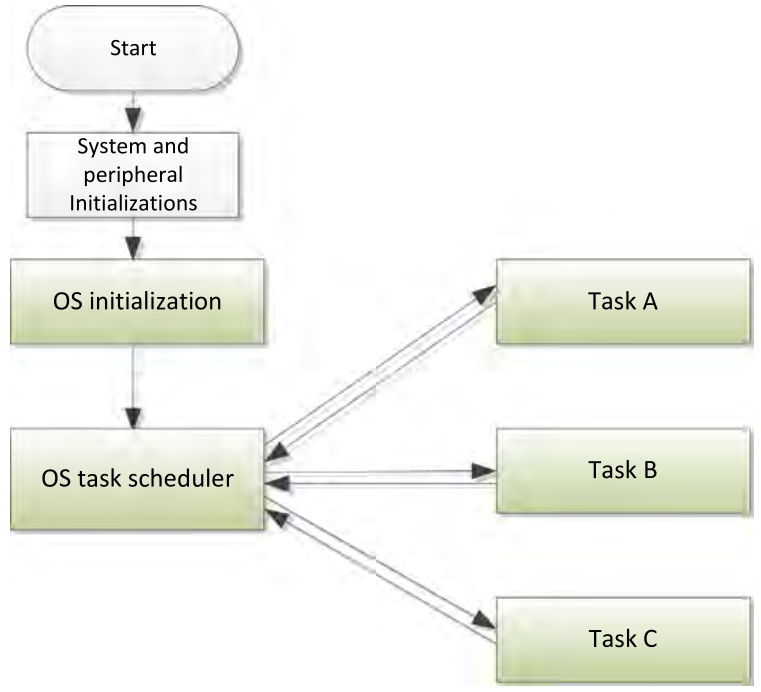 Start
System and
peripheral
Initializations
OS initialization
Task A
OS task scheduler
Task B
Task C